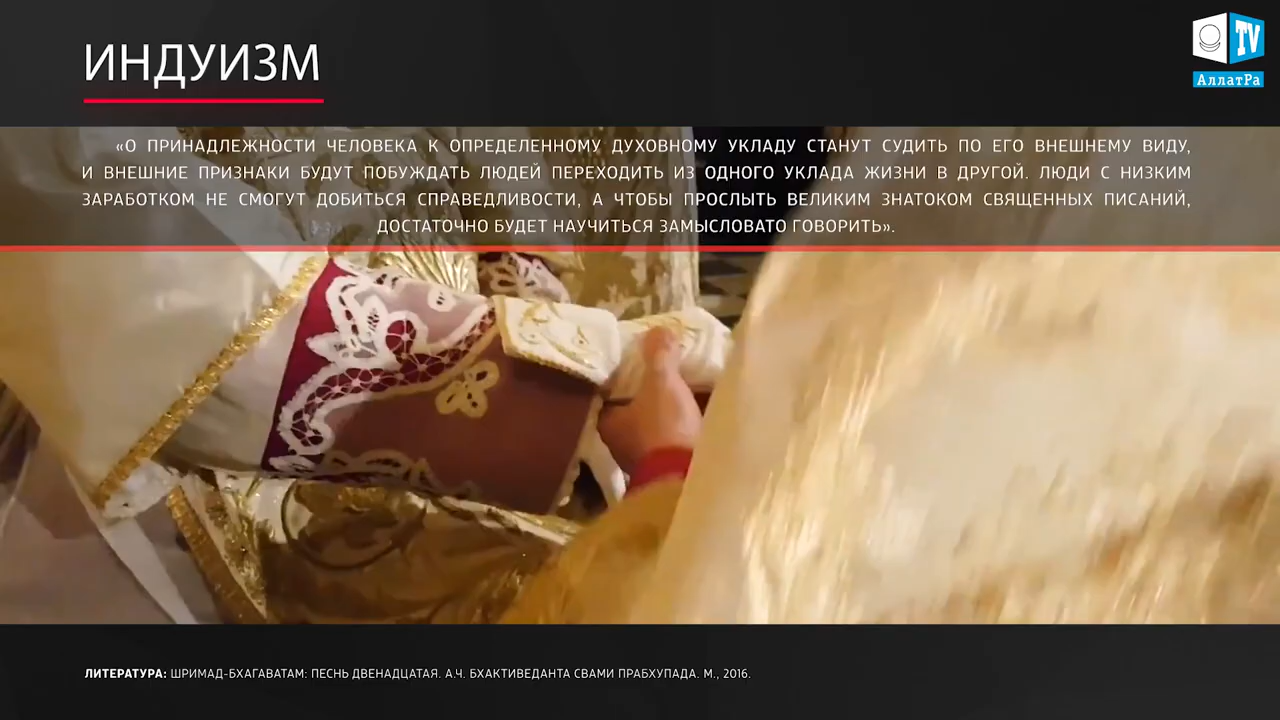 ИНДУИЗМ
TV
АллатРа
«О ПРИНАДЛЕЖНОСТИ ЧЕЛОВЕКА К ОПРЕДЕЛЕННОМУ ДУХОВНОМУ УКЛАДУ СТАНУТ СУДИТЬ ПО ЕГО ВНЕШНЕМУ ВИДУ,
И ВНЕШНИЕ ПРИЗНАКИ БУДУТ ПОБУЖДАТЬ ЛЮДЕЙ ПЕРЕХОДИТЬ ИЗ ОДНОГО УКЛАДА ЖИЗНИ В ДРУГОЙ. ЛЮДИ С НИЗКИМ
ЗАРАБОТКОМ НЕ СМОГУТ ДОБИТЬСЯ СПРАВЕДЛИВОСТИ, А ЧТОБЫ ПРОСЛЫТЬ ВЕЛИКИМ ЗНАТОКОМ СВЯЩЕННЫХ ПИСАНИЙ,
ДОСТАТОЧНО БУДЕТ НАУЧИТЬСЯ ЗАМЫСЛОВАТО ГОВОРИТЬ».
ЛИТЕРАТУРА: ШРИМАД-БХАГАВАТАМ: ПЕСНЬ ДВЕНАДЦАТАЯ. А.Ч. БХАКТИВЕДАНТА СВАМИ ПРАБХУПАДА. М., 2016.